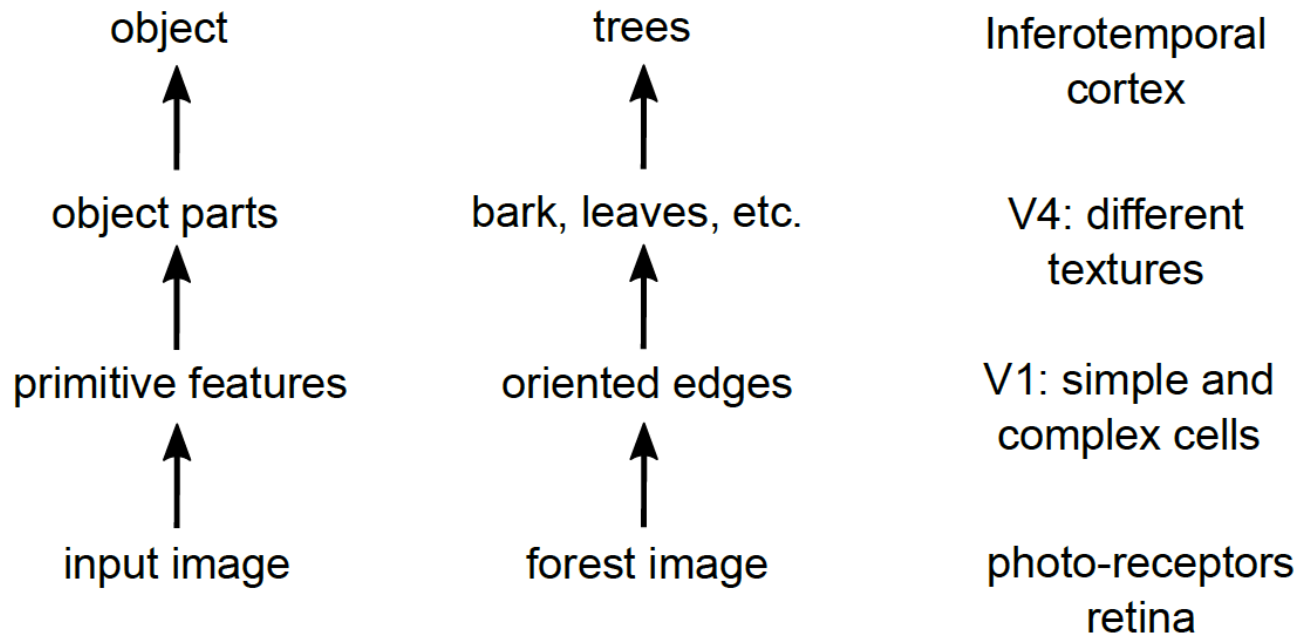 object
trees
Inferotemporal
cortex
object parts
bark, leaves, etc.
V4: different
textures
primitive features
oriented edges
V1: simple and
complex cells
input image
forest image
photo-receptors
retina